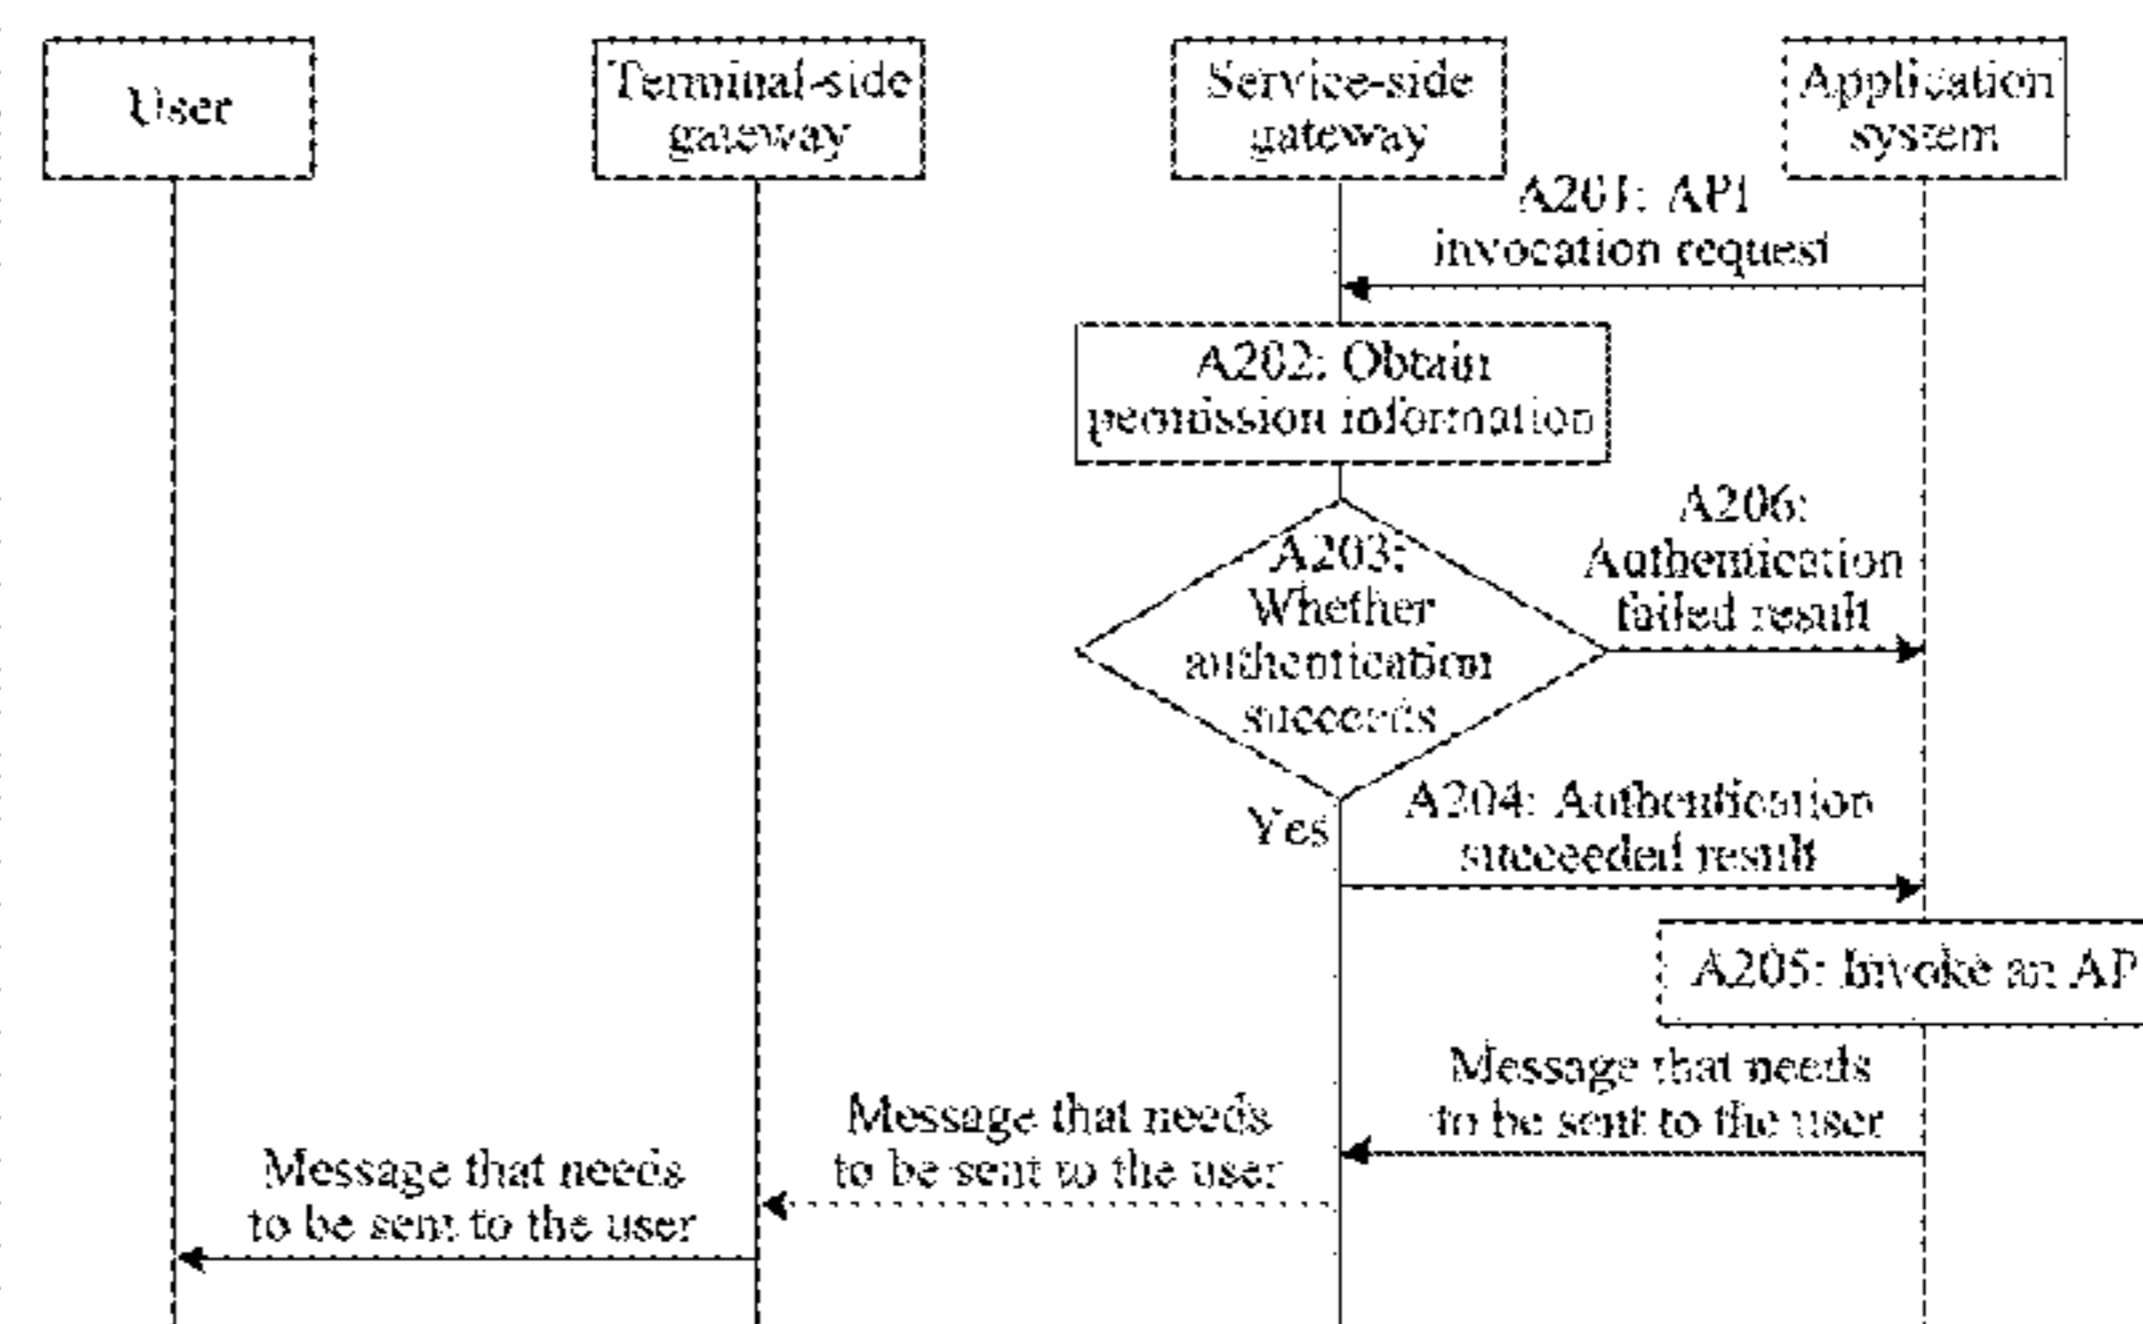 User
Terminal-side
gateway
Service-side
gateway
Application
system
A201: API
invocation request
A202: Obtain
permission information
A206:
Authentication
failed result
A203:
Whether
authentication
succeeds
Yes
A204: Authentication
succeeded result
A205: Invoke an AP
Message that needs
to be sent to the user
Message that needs
to be sent to the user
Message that needs
to be sent to the user